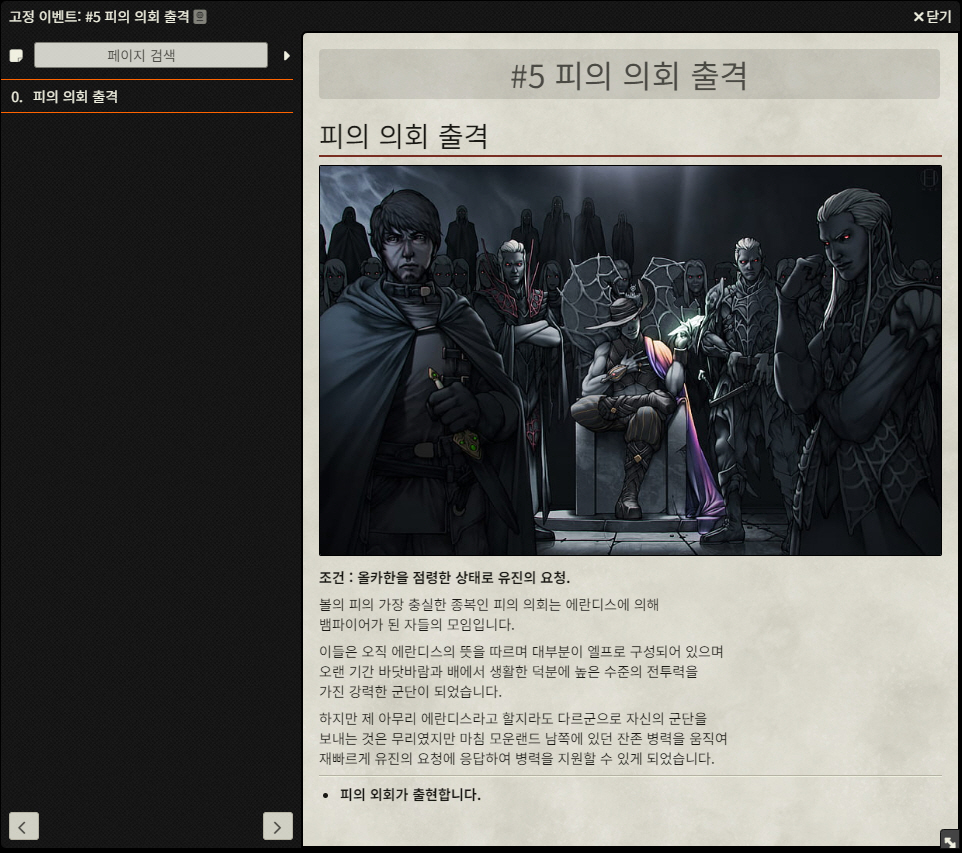 고정 이벤트: #5 피의 의회 출격
닫기
페이지 검색
0. 피의 의회 출격
#5 피의 의회 출격
피의 의회 출격
조건 : 올카한을 점령한 상태로 유진의 요청.
볼의 피의 가장 충실한 종복인 피의 의회는 에란디스에 의해
뱀파이어가 된 자들의 모임입니다.
이들은 오직 에란디스의 뜻을 따르며 대부분이 엘프로 구성되어 있으며
오랜 기간 바닷바람과 배에서 생활한 덕분에 높은 수준의 전투력을
가진 강력한 군단이 되었습니다.
하지만 제 아무리 에란디스라고 할지라도 다르군으로 자신의 군단을
보내는 것은 무리였지만 마침 모운랜드 남쪽에 있던 잔존 병력을 움직여
재빠르게 유진의 요청에 응답하여 병력을 지원할 수 있게 되었습니다.
• 피의 외회가 출현합니다.